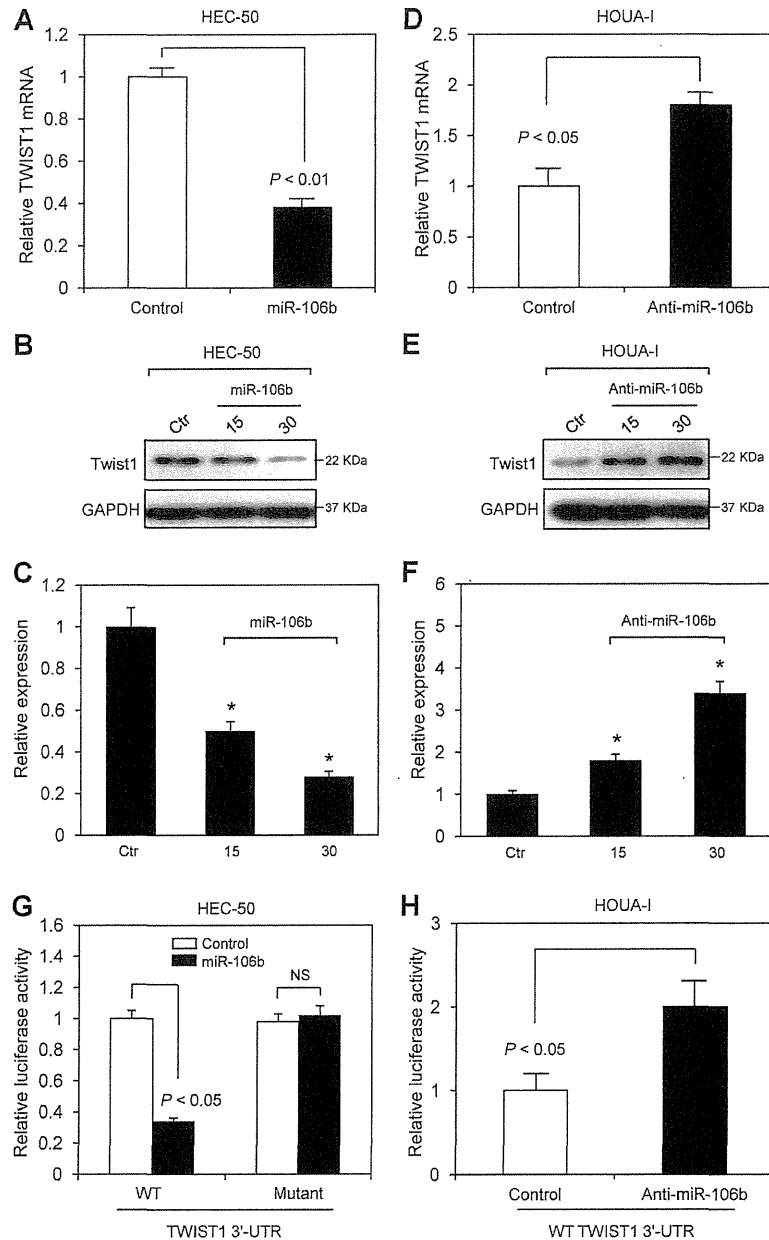 A
HEC-50
Relative TWIST1 mRNA
1.2
1
0.8
0.6
0.4
0.2
0
P < 0.01
Control
miR-106b
D
HOUA-I
Relative TWIST1 mRNA
2.5
2
1.5
1
0.5
0
P < 0.05
Control
Anti-miR-106b
B
HEC-50
miR-106b
Ctr
15
30
Twist1
22 KDa
GAPDH
37 KDa
E
HOUA-I
Anti-miR-106b
Ctr
15
30
Twist1
22 KDa
GAPDH
37 KDa
C
Relative expression
1.2
1
0.8
0.6
0.4
0.2
0
miR-106b
*
*
Ctr
15
30
F
Relative expression
6
5
4
3
2
1
0
Anti-miR-106b
*
*
Ctr
15
30
G
HEC-50
Relative luciferase activity
1.6
1.4
1.2
1
0.8
0.6
0.4
0.2
0
Control
miR-106b
NS
P < 0.05
WT
Mutant
TWIST1 3'-UTR
H
HOUA-I
Relative luciferase activity
3
2
1
0
P < 0.05
Control
Anti-miR-106b
WT TWIST1 3'-UTR